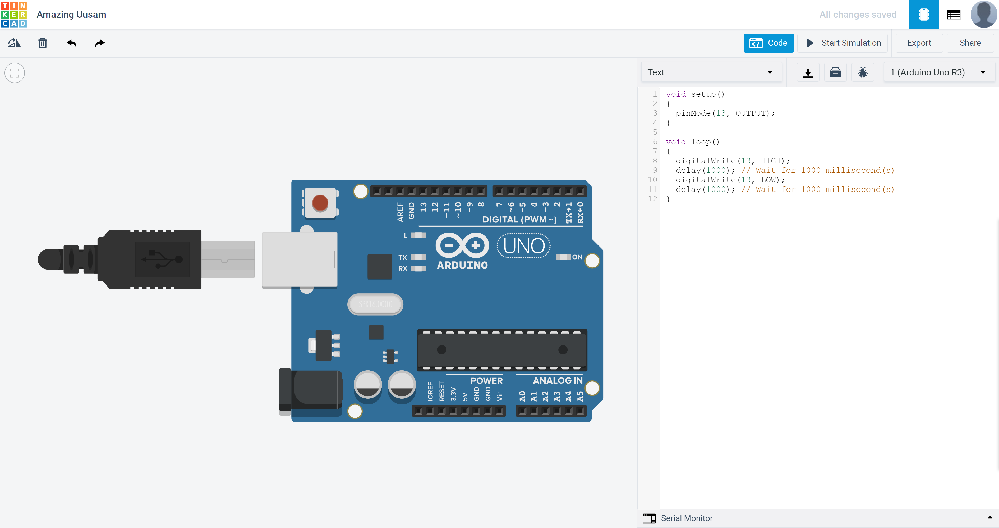 TIN
KER
CAD
Amazing Uusam
All changes saved
Code
Start Simulation
Export
Share
Text
1 (Arduino Uno R3)
1 void setup()
2 {
3 pinMode(13, OUTPUT);
4 }
5
6 void loop()
7 {
8 digitalWrite(13, HIGH);
9 delay(1000); // Wait for 1000 millisecond(s)
10 digitalWrite(13, LOW);
11 delay(1000); // Wait for 1000 millisecond(s)
12 }
AREF GND 13 12 ~11 ~10 ~9 8 7 ~6 ~5 4 ~3 2 TX→1 RX←0
DIGITAL (PWM~)
L
TX
RX
ARDUINO
UNO
ON
SPK16.000G
POWER
ANALOG IN
IOREF RESET 3.3V 5V GND GND Vin A0 A1 A2 A3 A4 A5
Serial Monitor